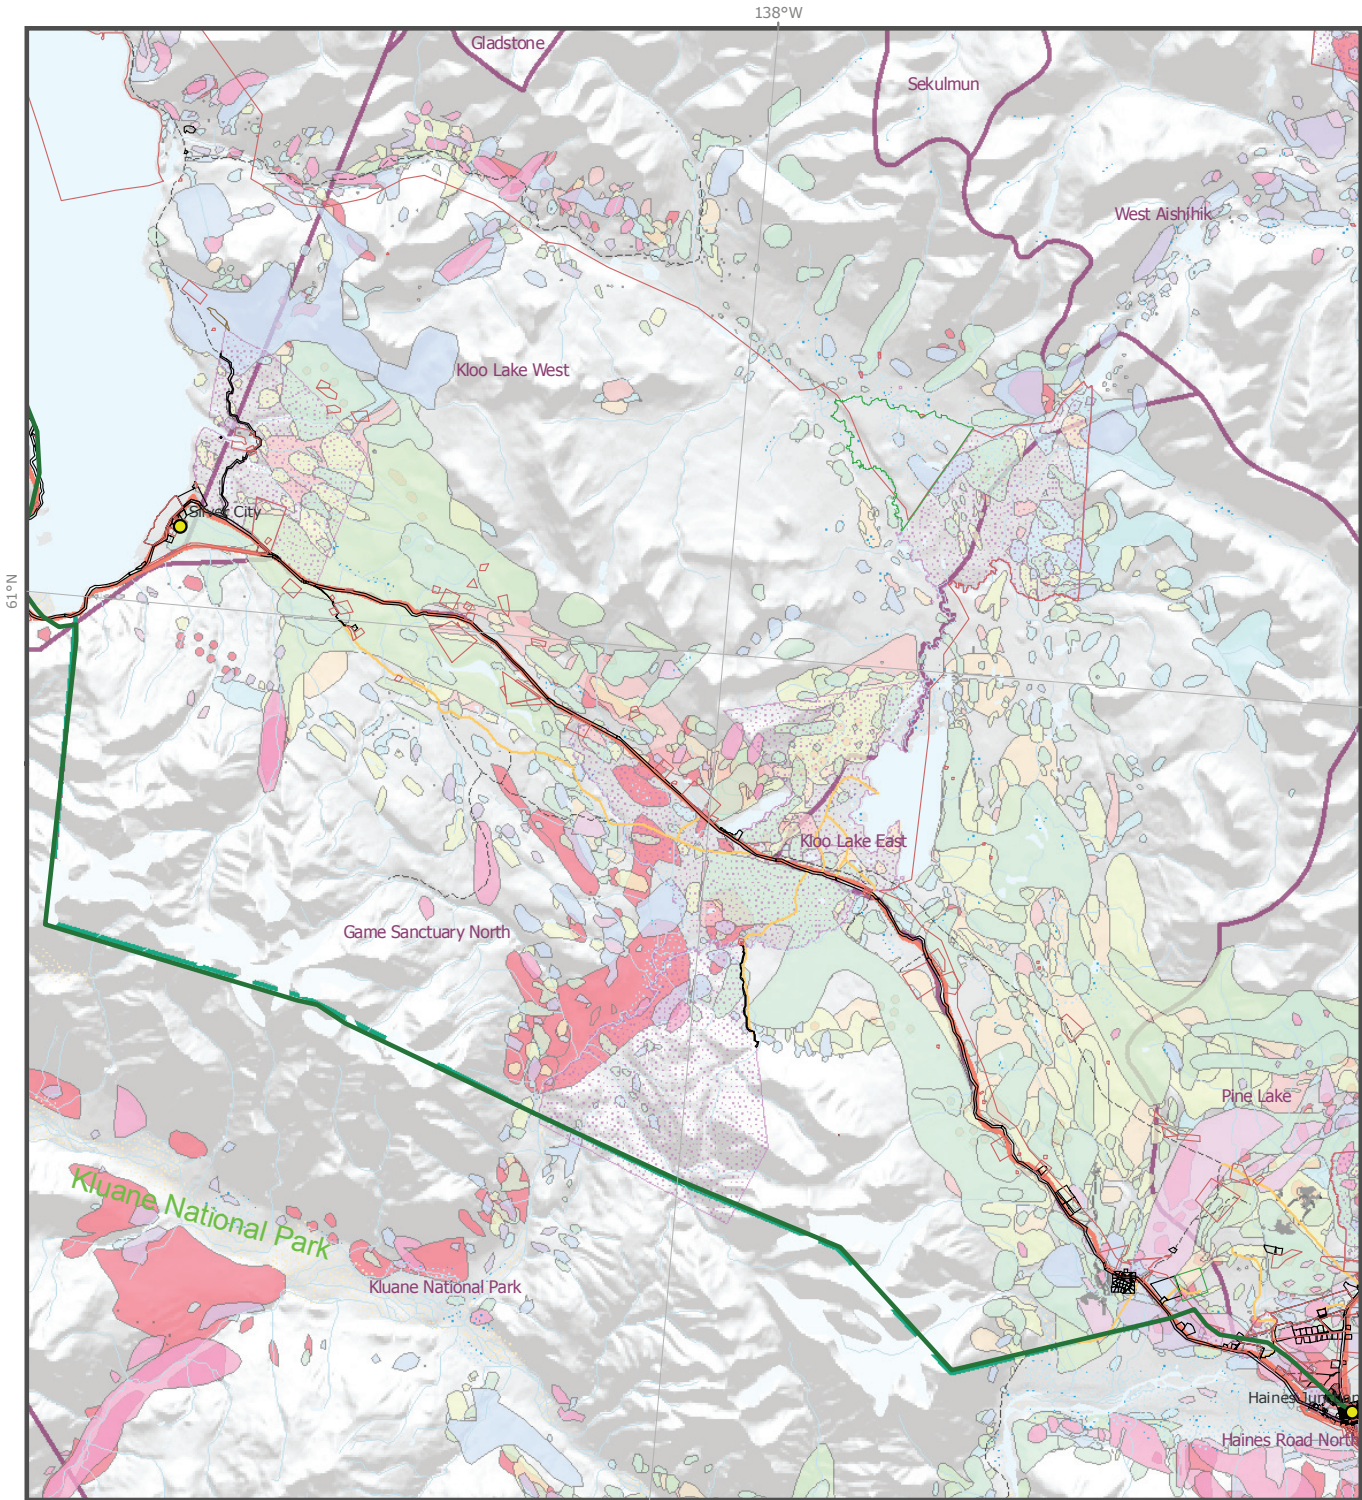 138°W
Gladstone
Sekulmun
West Aishihik
Kloo Lake West
Silver City
61°N
Kloo Lake East
Game Sanctuary North
Pine Lake
Kluane National Park
Kluane National Park
Haines Junction
Haines Road North